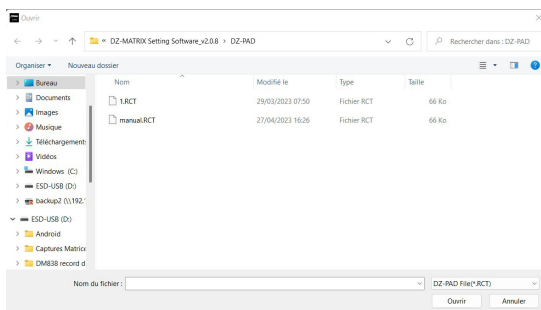 Ouvrir
« DZ-MATRIX Setting Software_v2.0.8 > DZ-PAD
Rechercher dans : DZ-PAD
Organiser Nouveau dossier
Nom Modifié le Type Taille
1.RCT 29/03/2023 07:50 Fichier RCT 66 Ko
manual.RCT 27/04/2023 16:26 Fichier RCT 66 Ko
Bureau
Documents
Images
Musique
Téléchargements
Vidéos
Windows (C:)
ESD-USB (D:)
backup2 (\\192.1
ESD-USB (D:)
Android
Captures Matrice
DM838 record d
Nom du fichier :
DZ-PAD File(*.RCT)
Ouvrir Annuler